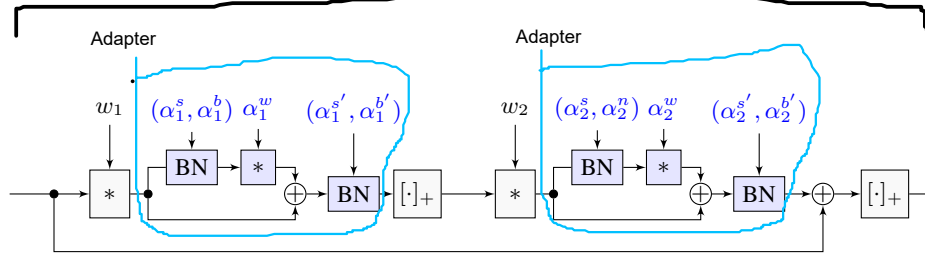 Adapter Adapter
w₁ (α₁ˢ, α₁ᵇ) α₁ʷ (α₁ˢ′, α₁ᵇ′) w₂ (α₂ˢ, α₂ⁿ) α₂ʷ (α₂ˢ′, α₂ᵇ′)
BN * BN *
* + BN [·]₊ * + BN + [·]₊